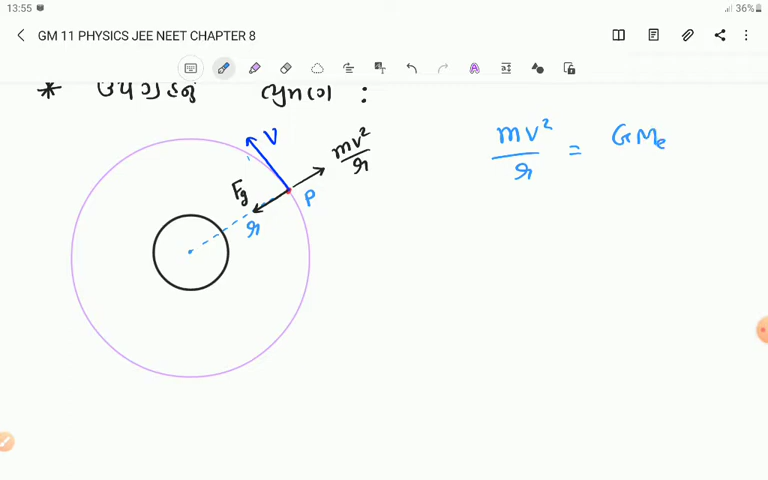 13:55
36%
GM 11 PHYSICS JEE NEET CHAPTER 8
* :
V
mv²/r
Fg
P
r
mv²/r = GMe